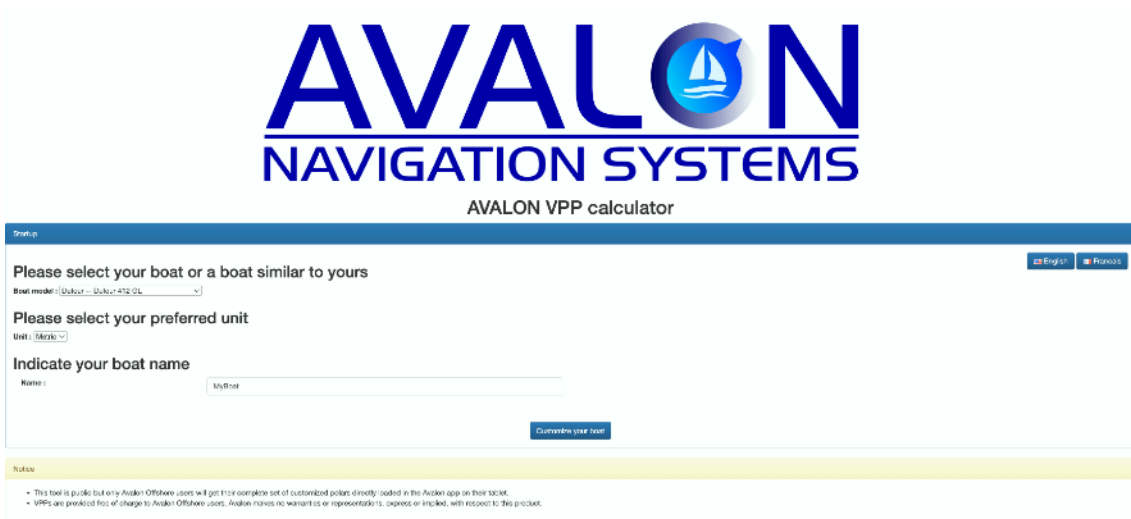 AVALON
NAVIGATION SYSTEMS
AVALON VPP calculator
Startup
English Francais
Please select your boat or a boat similar to yours
Boat model : Dufour -- Dufour 412 GL
Please select your preferred unit
Unit : Metric
Indicate your boat name
Name :
MyBoat
Customize your boat
Notice
This tool is public but only Avalon Offshore users will get their complete set of customized polars directly loaded in the Avalon app on their tablet.
VPPs are provided free of charge to Avalon Offshore users. Avalon makes no warranties or representations, express or implied, with respect to this product.